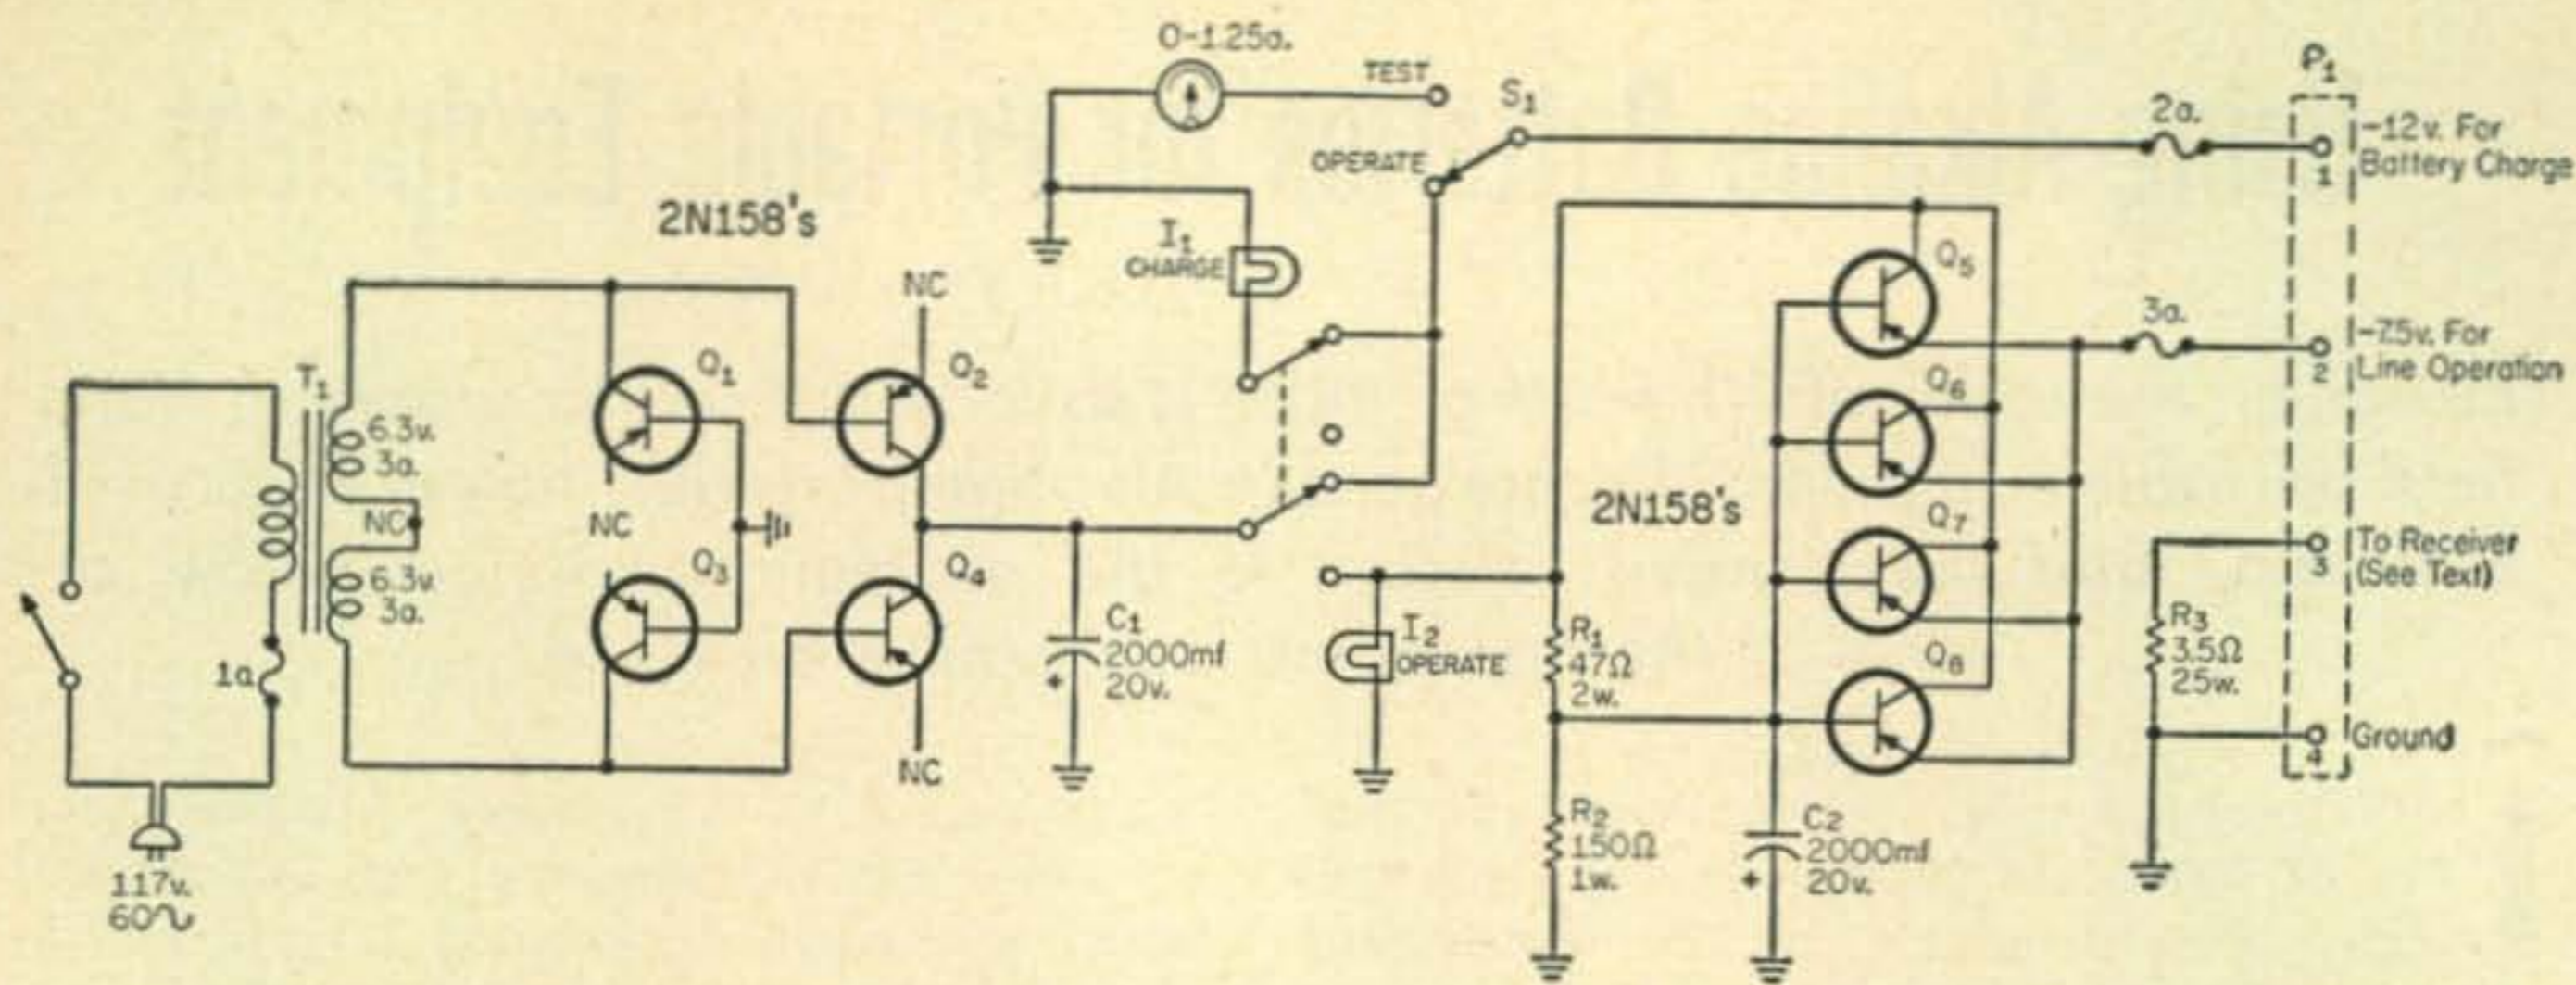 0-1.25a.
TEST
S1
OPERATE
2a.
P1
-12v. For
Battery Charge
1
2N158's
I1
CHARGE
NC
Q5
3a.
-7.5v. For
Line Operation
2
T1
6.3v.
3a.
NC
6.3v.
3a.
Q1
Q2
Q6
2N158's
Q7
NC
Q3
Q4
To Receiver
(See Text)
3
1a
C1
2000mf
20v.
+
I2
OPERATE
R1
47Ω
2w.
Q8
R3
3.5Ω
25w.
Ground
4
R2
150Ω
1w.
C2
2000mf
20v.
+
117v.
60∿